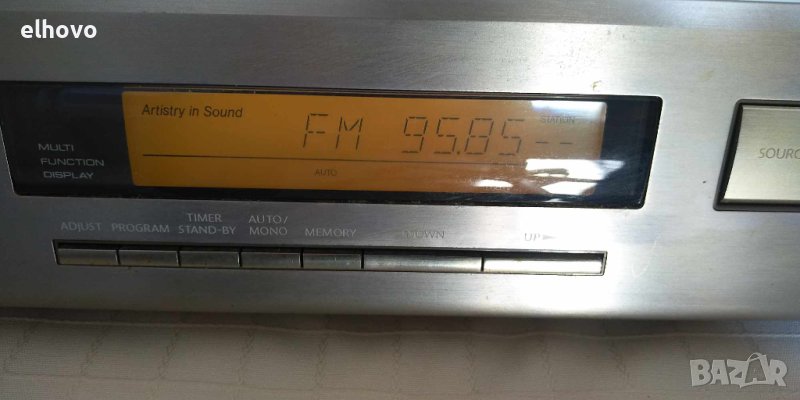 elhovo
Artistry in Sound
FM 95.85 --
STATION
AUTO
MULTI
FUNCTION
DISPLAY
SOURC
ADJUST PROGRAM TIMER STAND-BY AUTO/ MONO MEMORY DOWN UP
BAZAR